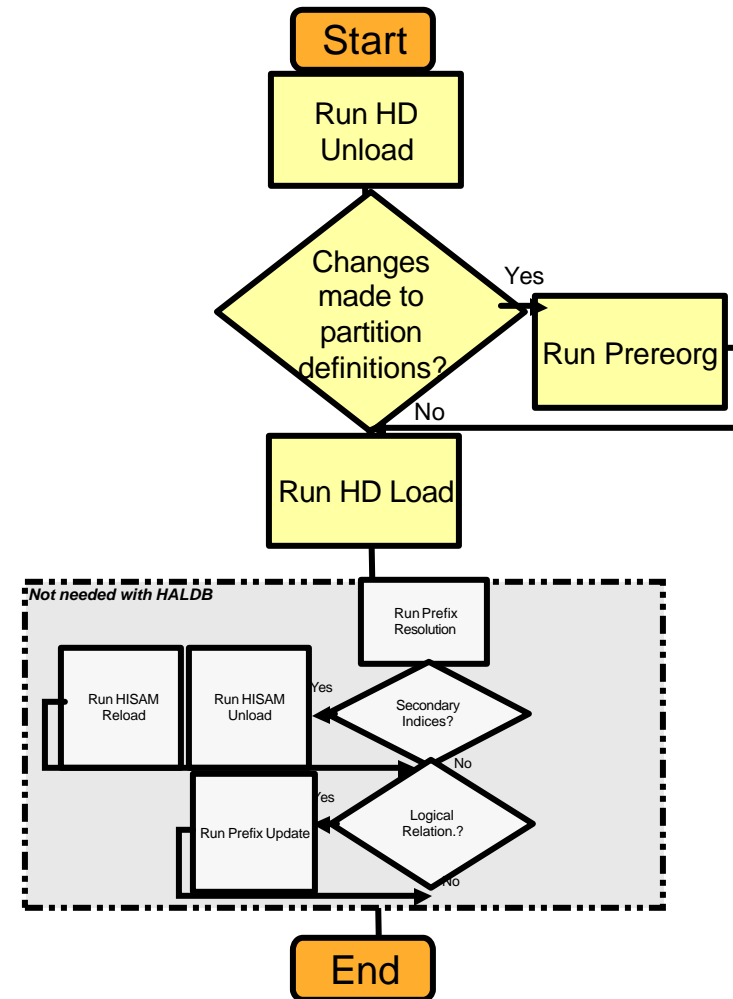 Start
Run HD
Unload
Changes
made to
partition
definitions?
Yes
Run Prereorg
No
Run HD Load
Not needed with HALDB
Run Prefix
Resolution
Run HISAM
Reload
Run HISAM
Unload
Yes
Secondary
Indices?
No
Run Prefix Update
Yes
Logical
Relation.?
No
End